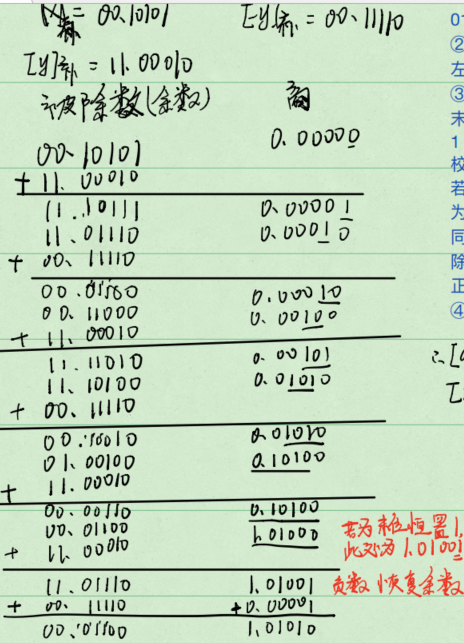 [X]补 = 00.10101 [y]补 = 00.11110
[y]补 = 11.00010
被除数(余数) 商
00.10101 0.00000
+ 11.00010
11.10111 0.00001
11.01110 0.00010
+ 00.11110
00.01100 0.00010
00.11000 0.00100
+ 11.00010
11.11010 0.00101
11.10100 0.01010
+ 00.11110
00.10010 0.01010
01.00100 0.10100
+ 11.00010
00.00110 0.10100
00.01100 1.01000
+ 11.00010
11.01110 1.01001
+ 00.11110 +0.00001
00.01100 1.01010
若为末位恒置1,
此处为 1.01001
负数 恢复余数
01
②
左
③
末
1
校
若
为
同
除
正
④
∴[
[